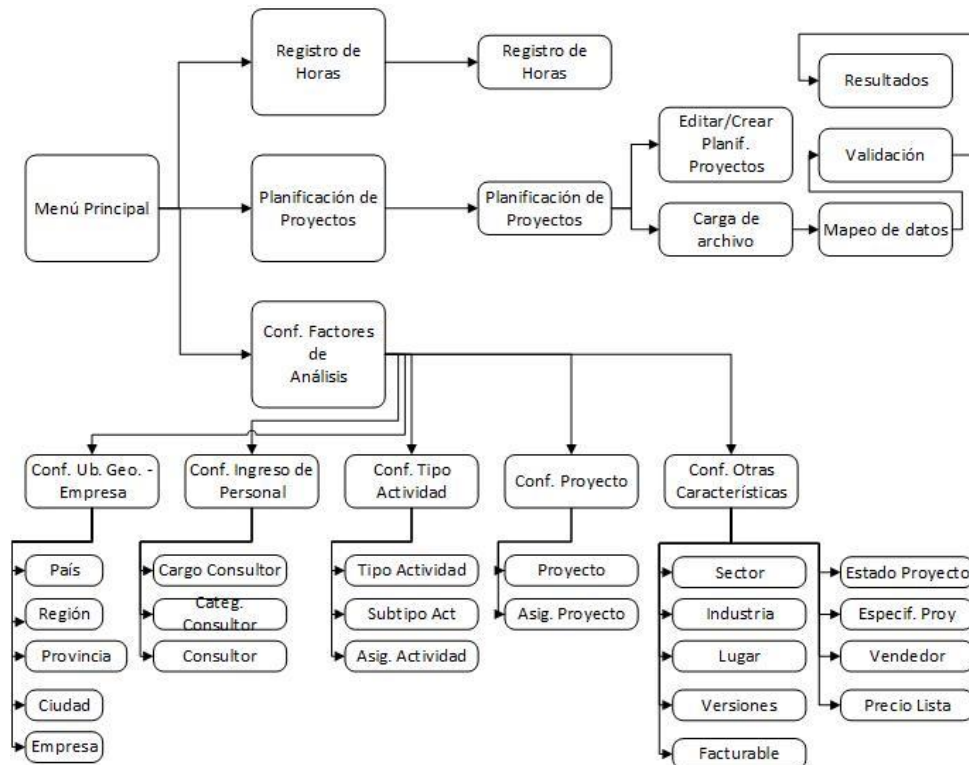 Registro de
Horas
Registro de
Horas
Resultados
Editar/Crear
Planif.
Proyectos
Validación
Menú Principal
Planificación de
Proyectos
Planificación de
Proyectos
Carga de
archivo
Mapeo de datos
Conf. Factores
de
Análisis
Conf. Ub. Geo. -
Empresa
Conf. Ingreso de
Personal
Conf. Tipo
Actividad
Conf. Proyecto
Conf. Otras
Características
País
Región
Provincia
Ciudad
Empresa
Cargo Consultor
Categ.
Consultor
Consultor
Tipo Actividad
Subtipo Act
Asig. Actividad
Proyecto
Asig. Proyecto
Sector
Industria
Lugar
Versiones
Facturable
Estado Proyecto
Especif. Proy
Vendedor
Precio Lista